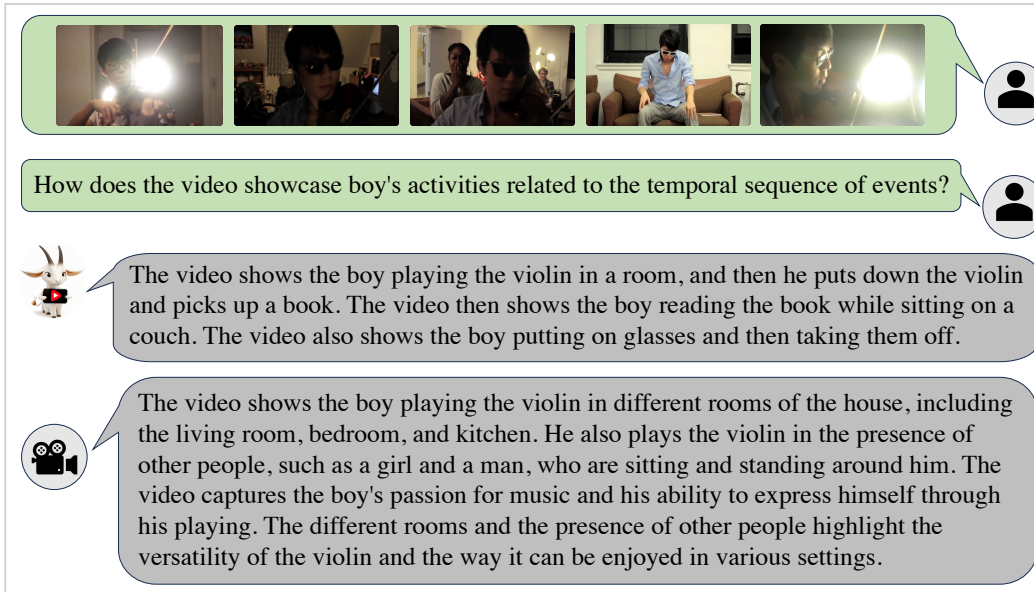 How does the video showcase boy's activities related to the temporal sequence of events?
The video shows the boy playing the violin in a room, and then he puts down the violin
and picks up a book. The video then shows the boy reading the book while sitting on a
couch. The video also shows the boy putting on glasses and then taking them off.
The video shows the boy playing the violin in different rooms of the house, including
the living room, bedroom, and kitchen. He also plays the violin in the presence of
other people, such as a girl and a man, who are sitting and standing around him. The
video captures the boy's passion for music and his ability to express himself through
his playing. The different rooms and the presence of other people highlight the
versatility of the violin and the way it can be enjoyed in various settings.